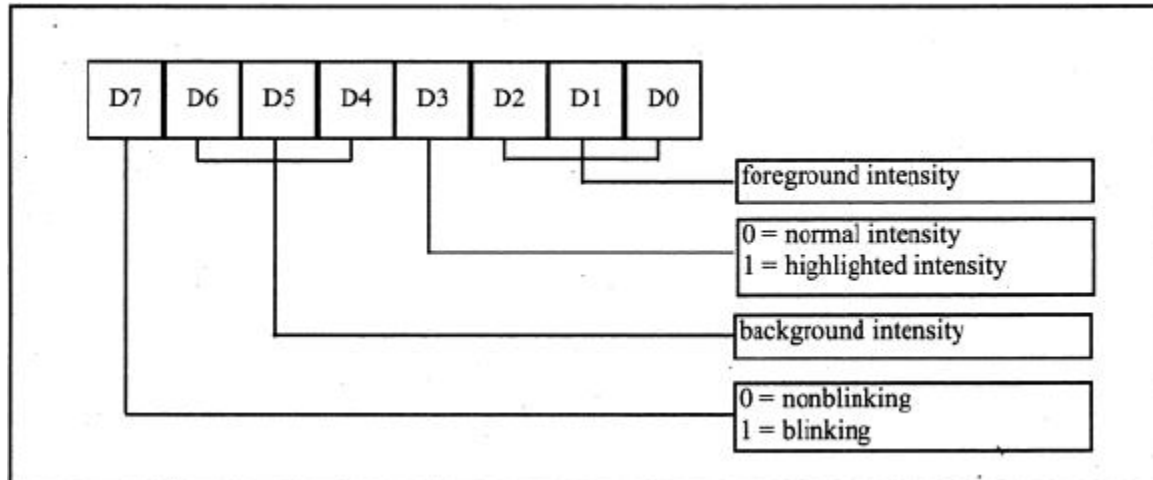 D7 D6 D5 D4 D3 D2 D1 D0
foreground intensity
0 = normal intensity
1 = highlighted intensity
background intensity
0 = nonblinking
1 = blinking